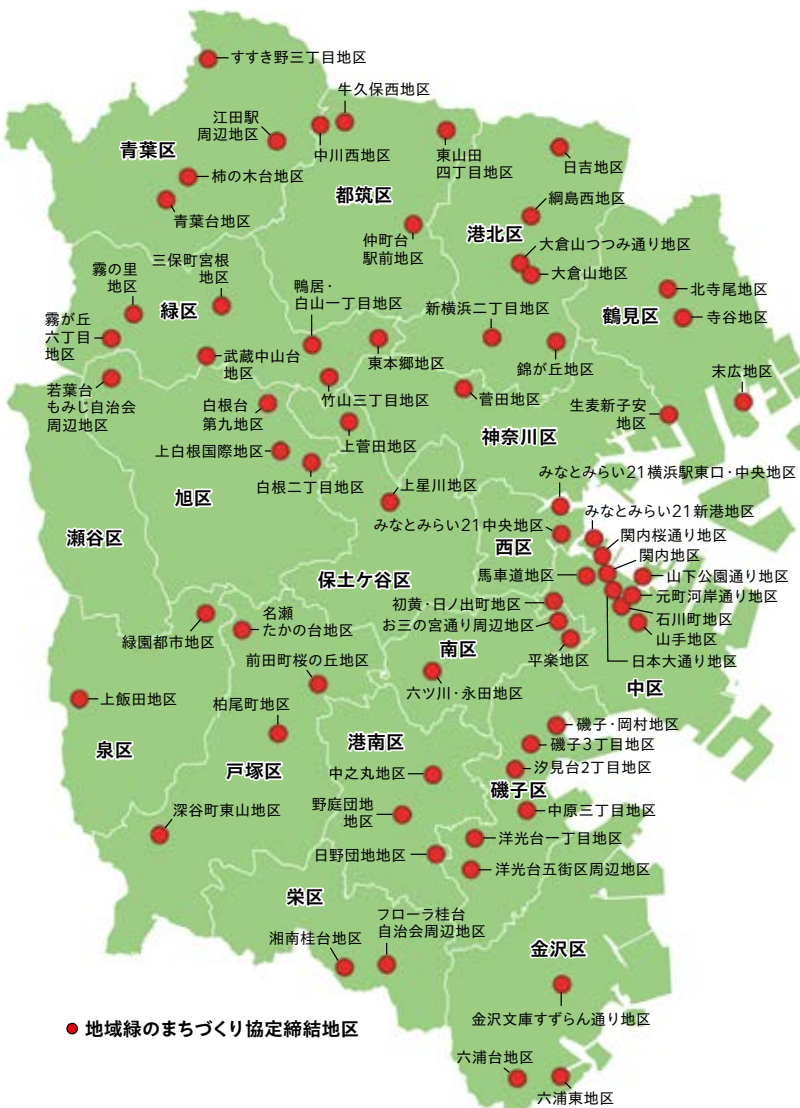 すすき野三丁目地区
牛久保西地区
江田駅
周辺地区
青葉区
中川西地区
東山田
四丁目地区
日吉地区
柿の木台地区
都筑区
綱島西地区
青葉台地区
仲町台
駅前地区
港北区
大倉山つつみ通り地区
大倉山地区
霧の里
地区
三保町宮根
地区
鴨居・
白山一丁目地区
北寺尾地区
緑区
新横浜二丁目地区
鶴見区
寺谷地区
霧が丘
六丁目
地区
武蔵中山台
地区
東本郷地区
錦が丘地区
末広地区
若葉台
もみじ自治会
周辺地区
白根台
第九地区
竹山三丁目地区
菅田地区
生麦新子安
地区
上菅田地区
神奈川区
上白根国際地区
白根二丁目地区
みなとみらい21横浜駅東口・中央地区
旭区
上星川地区
みなとみらい21新港地区
みなとみらい21中央地区
関内桜通り地区
瀬谷区
西区
関内地区
保土ケ谷区
馬車道地区
山下公園通り地区
元町河岸通り地区
初黄・日ノ出町地区
石川町地区
お三の宮通り周辺地区
山手地区
緑園都市地区
名瀬
たかの台地区
南区
平楽地区
日本大通り地区
前田町桜の丘地区
六ツ川・永田地区
中区
上飯田地区
柏尾町地区
磯子・岡村地区
泉区
港南区
磯子3丁目地区
戸塚区
中之丸地区
汐見台2丁目地区
磯子区
深谷町東山地区
野庭団地
地区
中原三丁目地区
洋光台一丁目地区
日野団地地区
洋光台五街区周辺地区
栄区
フローラ桂台
自治会周辺地区
湘南桂台地区
金沢区
金沢文庫すずらん通り地区
地域緑のまちづくり協定締結地区
六浦台地区
六浦東地区